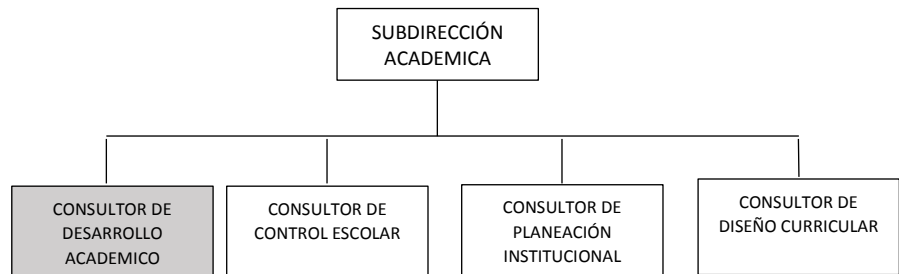 SUBDIRECCIÓN
ACADEMICA
CONSULTOR DE
DESARROLLO
ACADEMICO
CONSULTOR DE
CONTROL ESCOLAR
CONSULTOR DE
PLANEACIÓN
INSTITUCIONAL
CONSULTOR DE
DISEÑO CURRICULAR